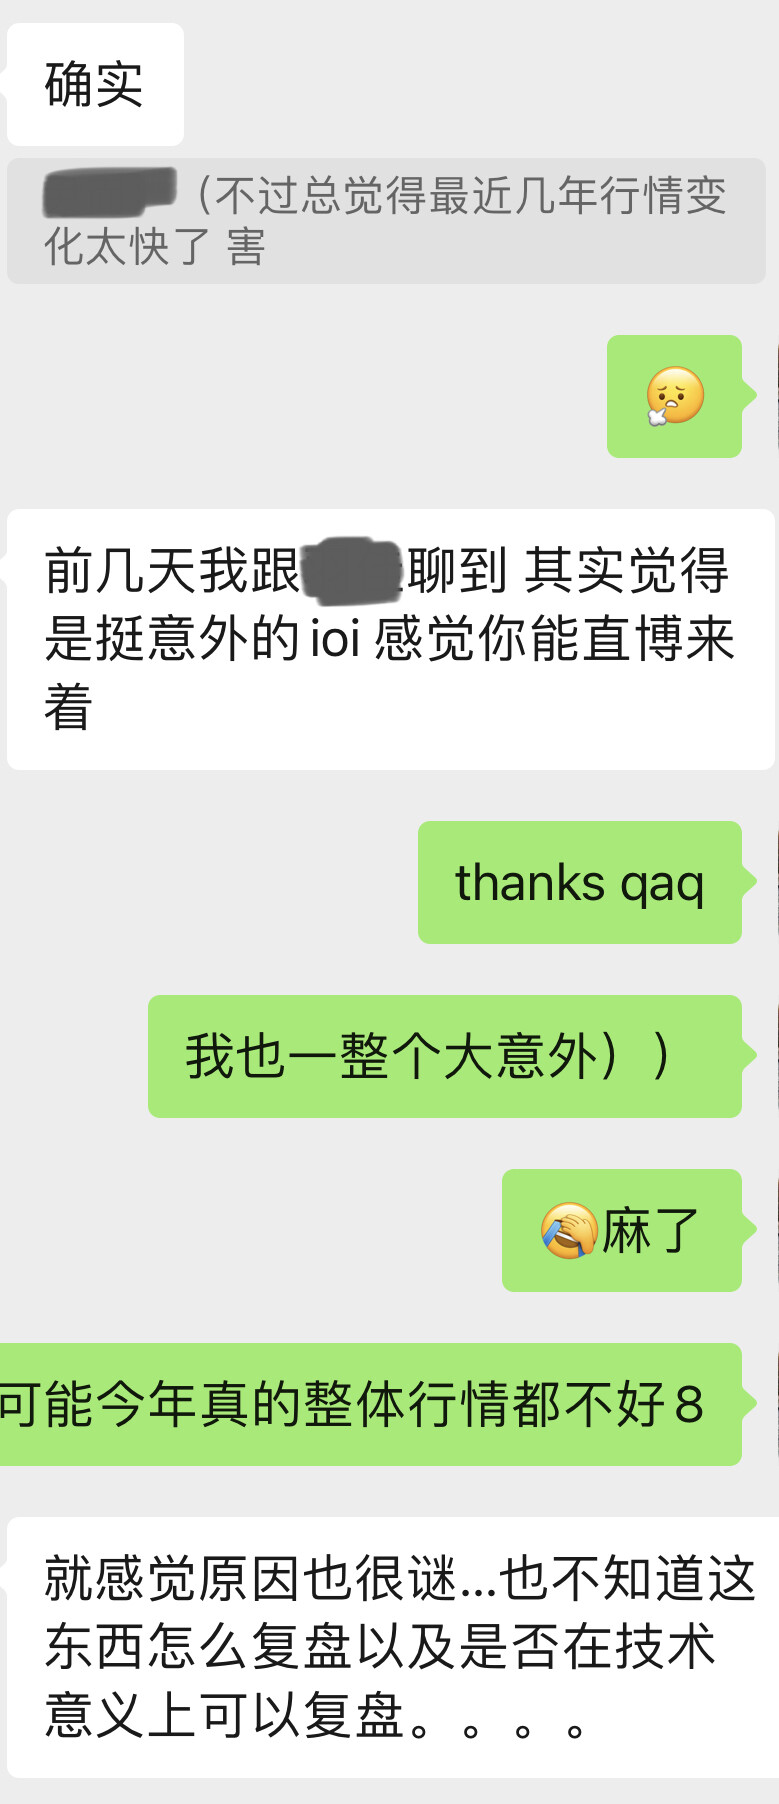 确实
（不过总觉得最近几年行情变
化太快了 害
前几天我跟 聊到 其实觉得
是挺意外的ioi 感觉你能直博来
着
thanks qaq
我也一整个大意外））
麻了
可能今年真的整体行情都不好8
就感觉原因也很谜...也不知道这
东西怎么复盘以及是否在技术
意义上可以复盘。。。。